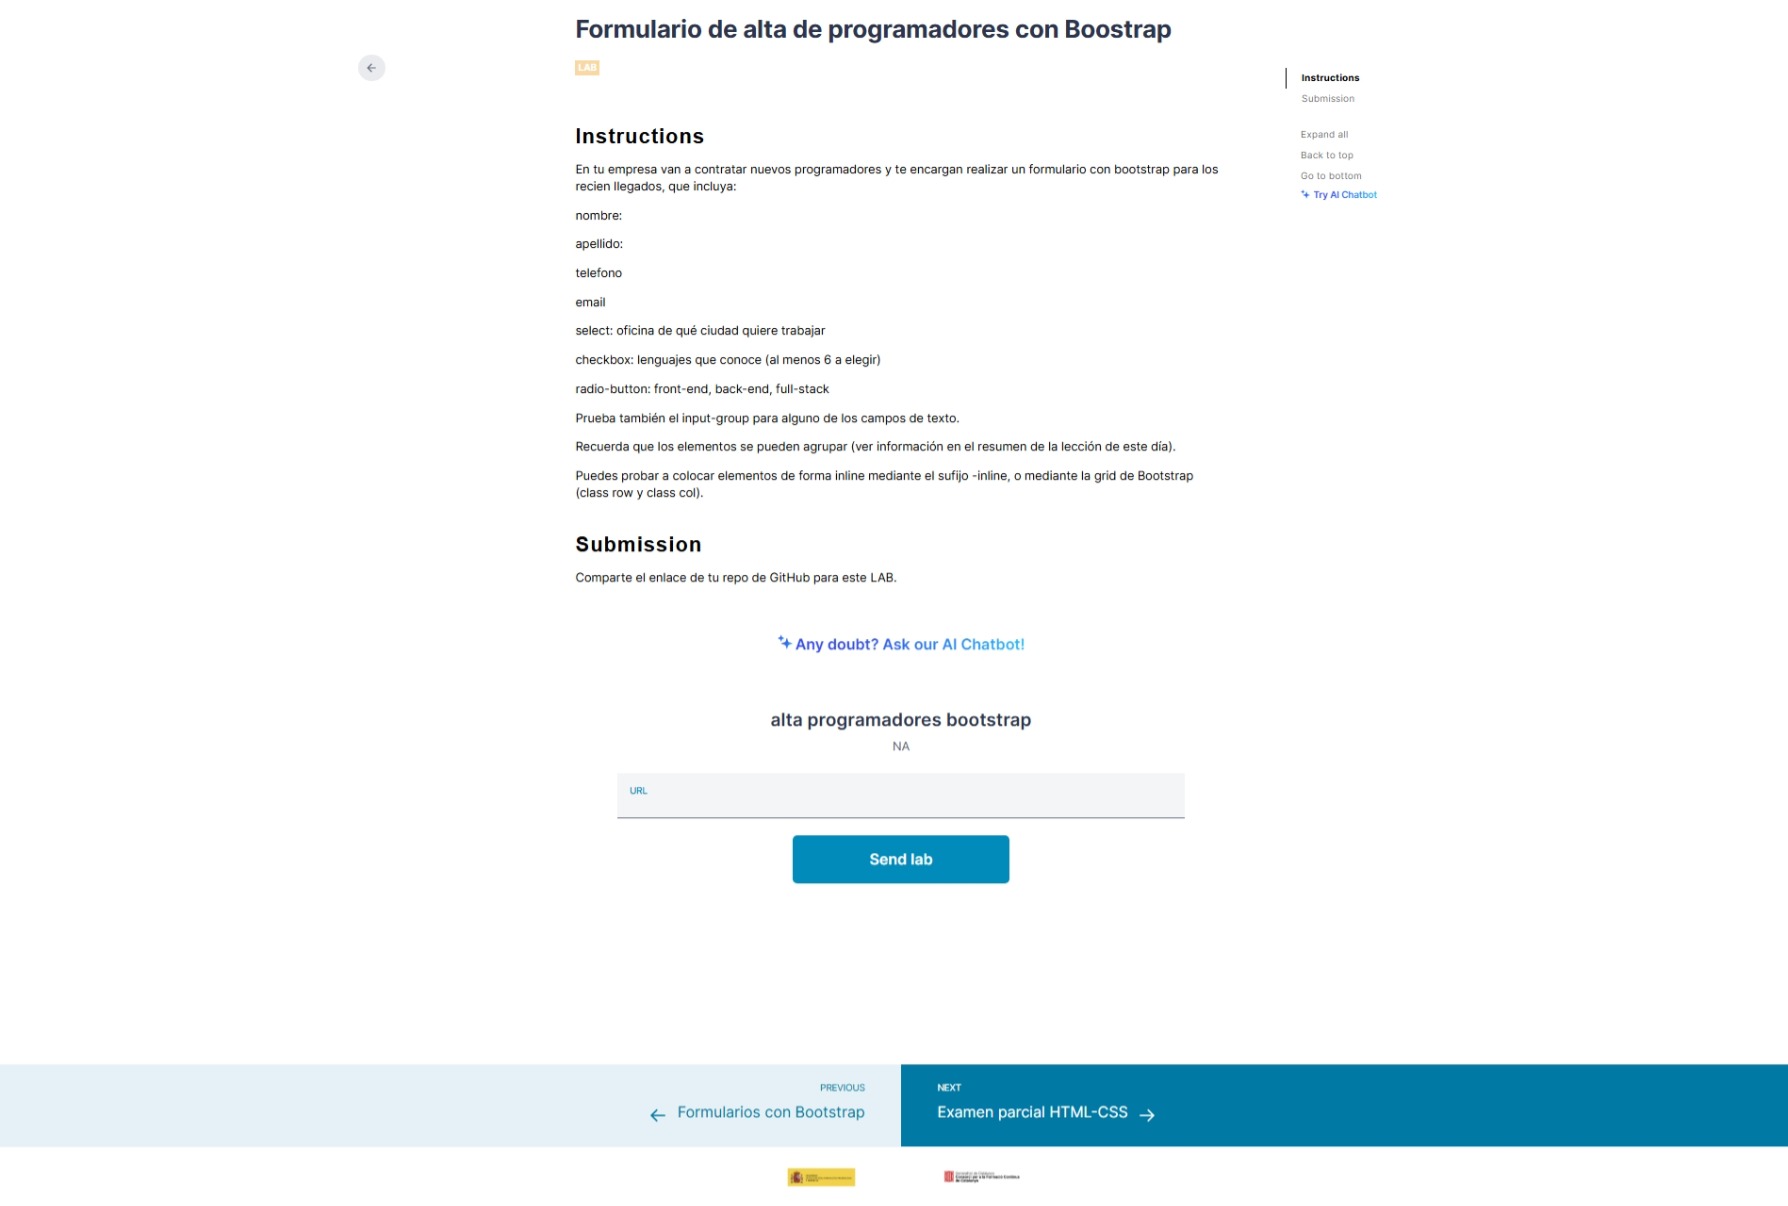 Formulario de alta de programadores con Boostrap
LAB
Instructions
Submission
Expand all
Back to top
Go to bottom
Try AI Chatbot
Instructions
En tu empresa van a contratar nuevos programadores y te encargan realizar un formulario con bootstrap para los
recien llegados, que incluya:
nombre:
apellido:
telefono
email
select: oficina de qué ciudad quiere trabajar
checkbox: lenguajes que conoce (al menos 6 a elegir)
radio-button: front-end, back-end, full-stack
Prueba también el input-group para alguno de los campos de texto.
Recuerda que los elementos se pueden agrupar (ver información en el resumen de la lección de este día).
Puedes probar a colocar elementos de forma inline mediante el sufijo -inline, o mediante la grid de Bootstrap
(class row y class col).
Submission
Comparte el enlace de tu repo de GitHub para este LAB.
Any doubt? Ask our AI Chatbot!
alta programadores bootstrap
NA
URL
Send lab
PREVIOUS
Formularios con Bootstrap
NEXT
Examen parcial HTML-CSS